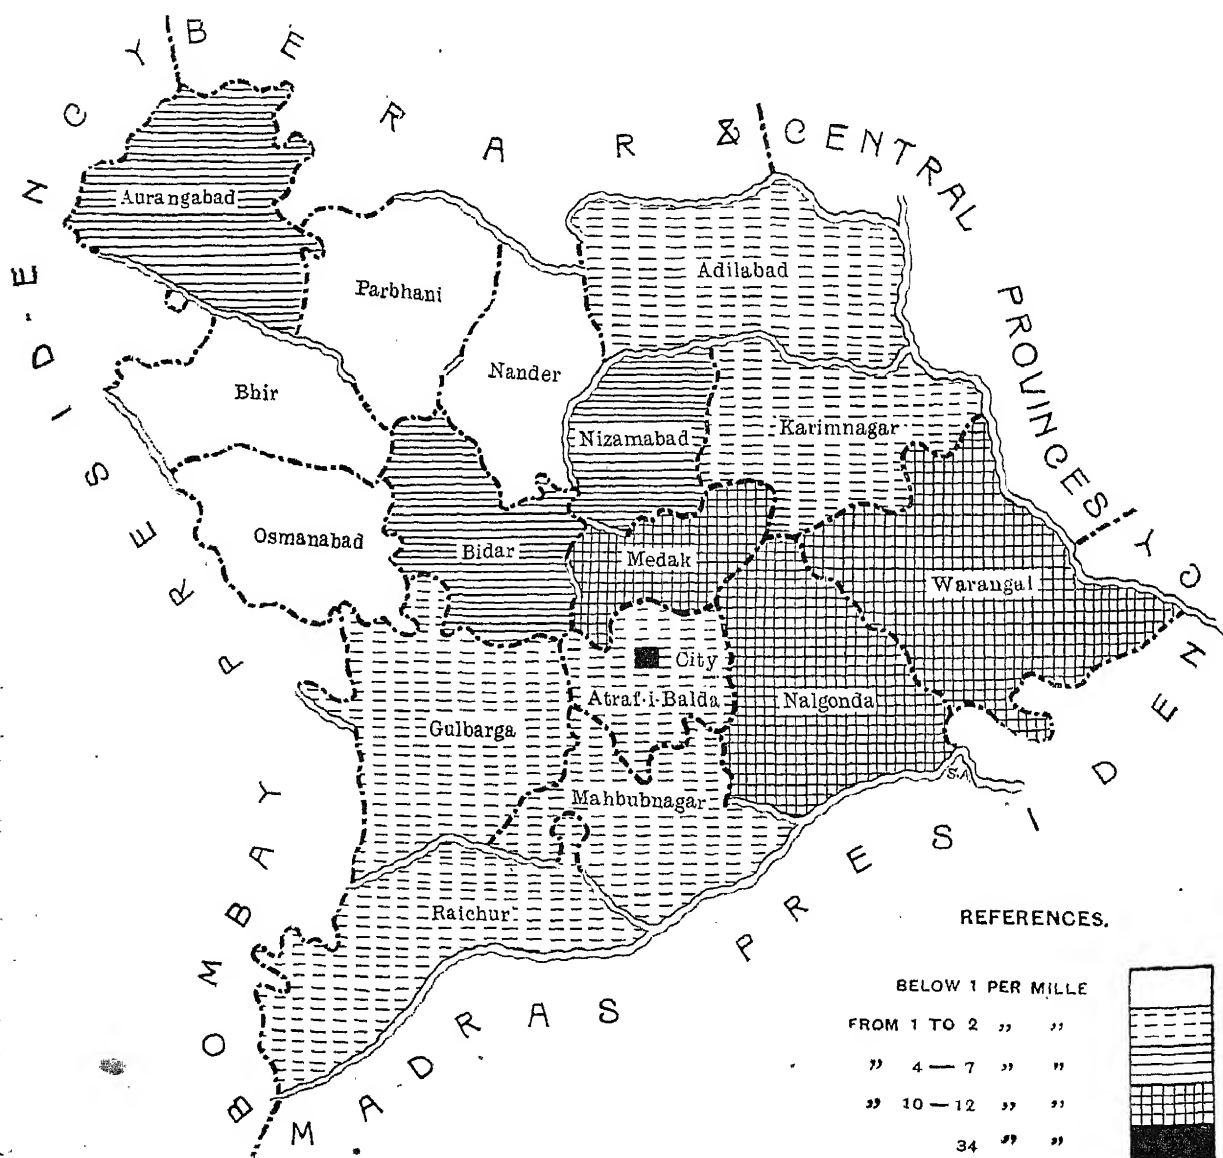 BERAR & CENTRAL PROVINCES
BOMBAY PRESID-ENCY
MADRAS PRESIDENCY
Aurangabad
Parbhani
Adilabad
Nander
Bhir
Nizamabad
Karimnagar
Osmanabad
Bidar
Medak
Warangal
City
Atraf-i-Balda
Nalgonda
Gulbarga
S.A.
Mahbubnagar
Raichur
REFERENCES.
BELOW 1 PER MILLE
FROM 1 TO 2 ,, ,,
,, 4 — 7 ,, ,,
,, 10 — 12 ,, ,,
34 ,, ,,